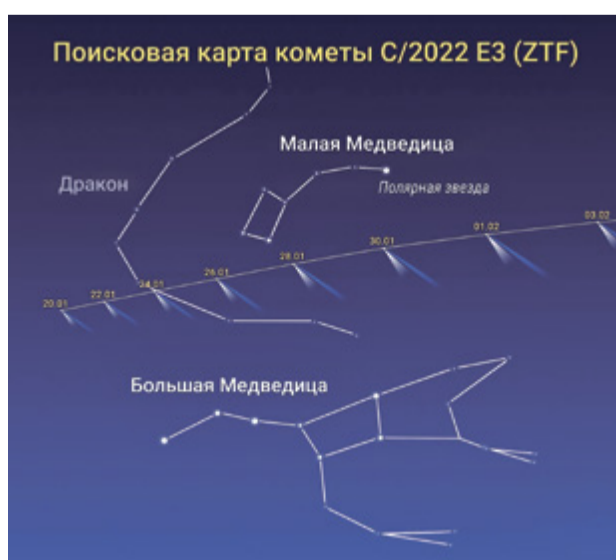 Поисковая карта кометы C/2022 E3 (ZTF)
Малая Медведица
Дракон
Полярная звезда
03.02
01.02
30.01
28.01
26.01
24.01
22.01
20.01
Большая Медведица